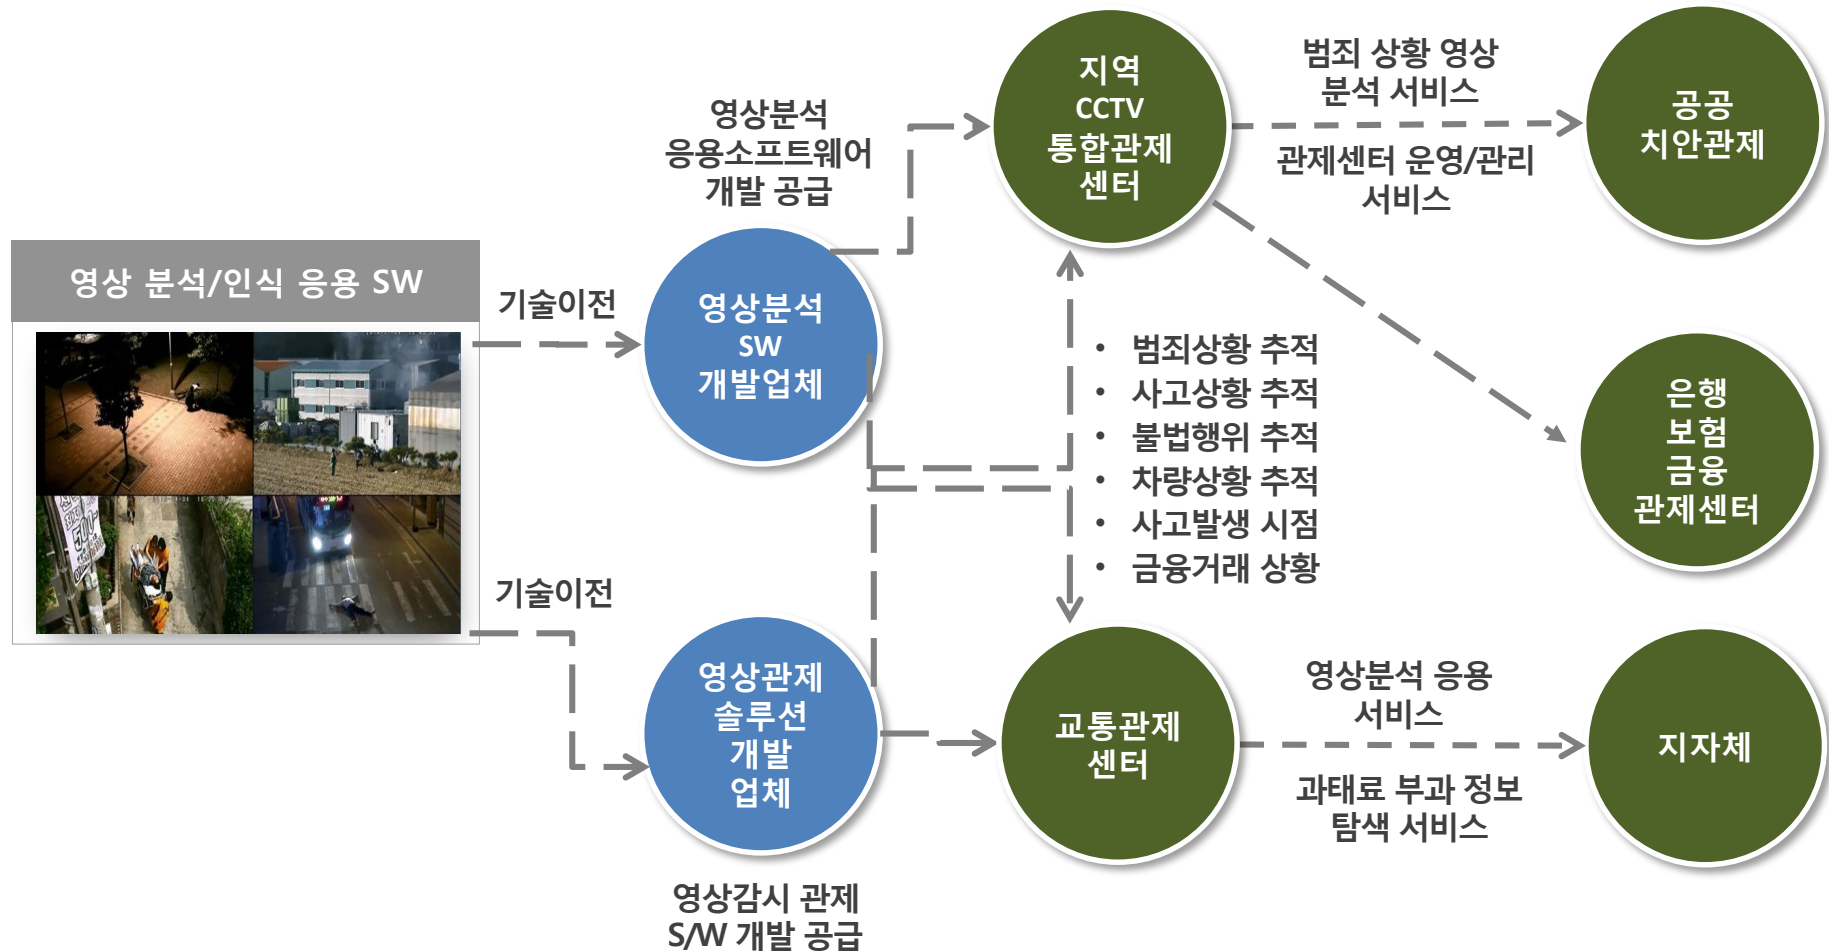 영상 분석/인식 응용 SW
기술이전
기술이전
영상분석
응용소프트웨어
개발 공급
영상분석
SW
개발업체
영상관제
솔루션
개발
업체
영상감시 관제
S/W 개발 공급
지역
CCTV
통합관제
센터
• 범죄상황 추적
• 사고상황 추적
• 불법행위 추적
• 차량상황 추적
• 사고발생 시점
• 금융거래 상황
교통관제
센터
범죄 상황 영상
분석 서비스
관제센터 운영/관리
서비스
영상분석 응용
서비스
과태료 부과 정보
탐색 서비스
공공
치안관제
은행
보험
금융
관제센터
지자체